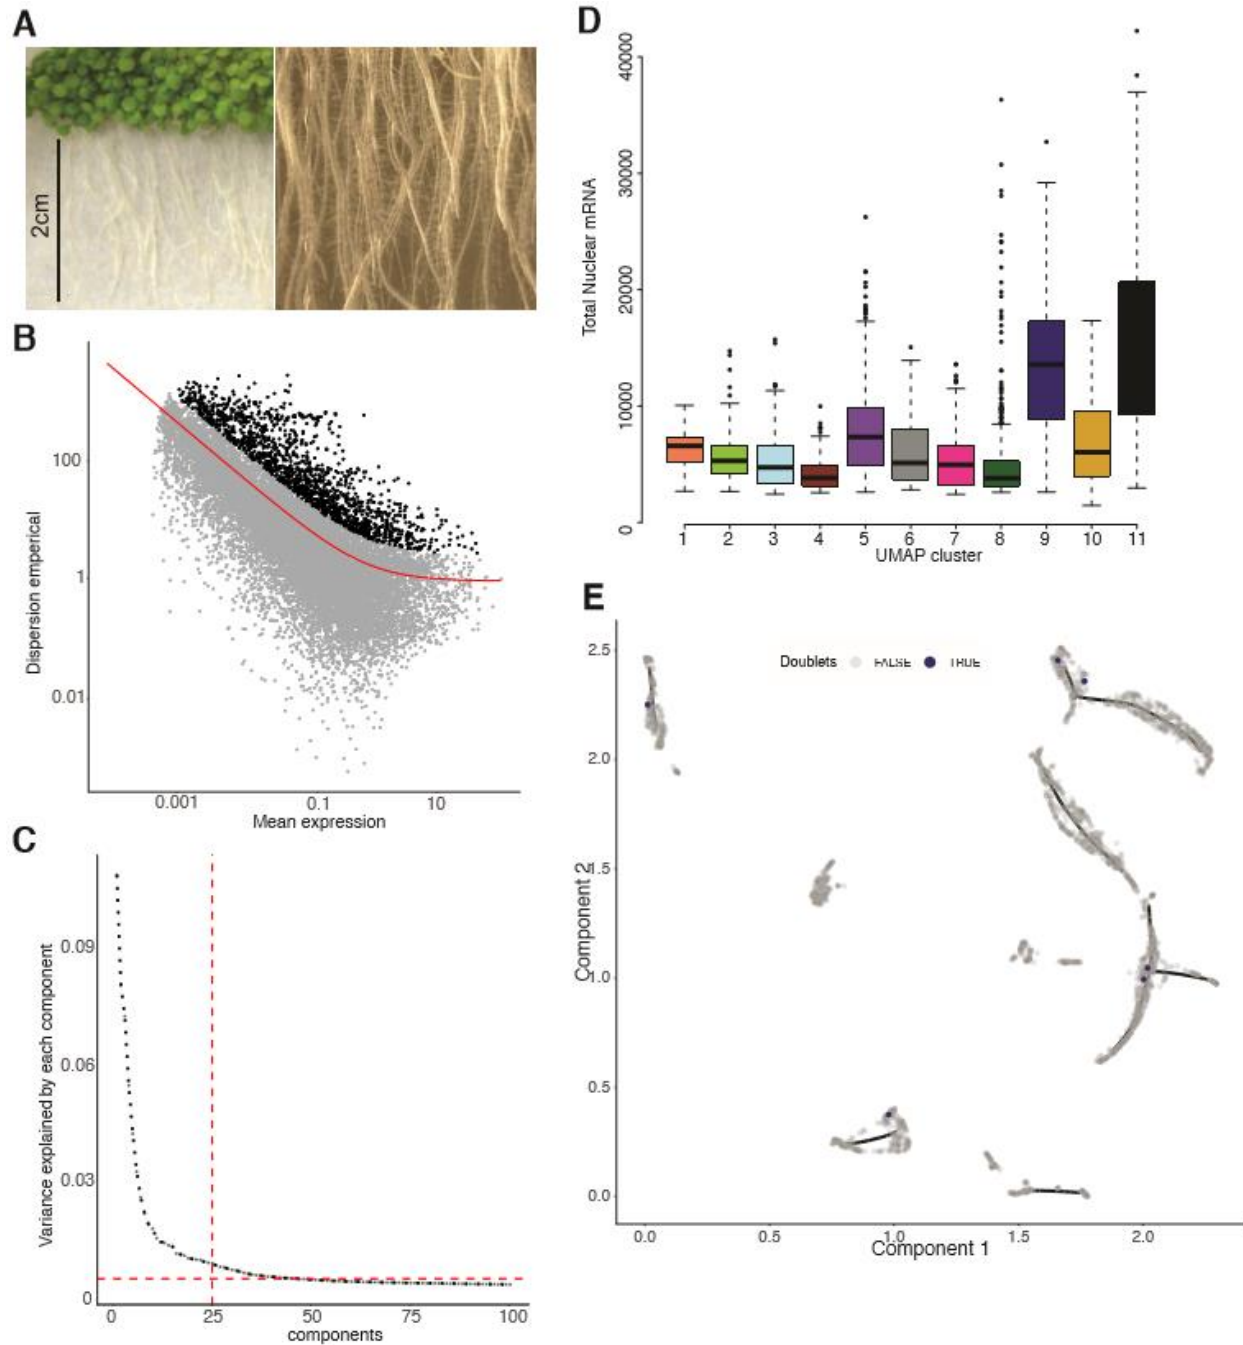 A
2cm
B
100
1
0.01
Dispersion emperical
0.001 0.1 10
Mean expression
C
0.09
0.06
0.03
0
Variance explained by each component
0 25 50 75 100
components
D
40000
30000
20000
10000
0
Total Nuclear mRNA
1 2 3 4 5 6 7 8 9 10 11
UMAP cluster
E
Doublets FALSE TRUE
2.5
2.0
1.5
1.0
0.5
0.0
Component 2
0.0 0.5 1.0 1.5 2.0
Component 1